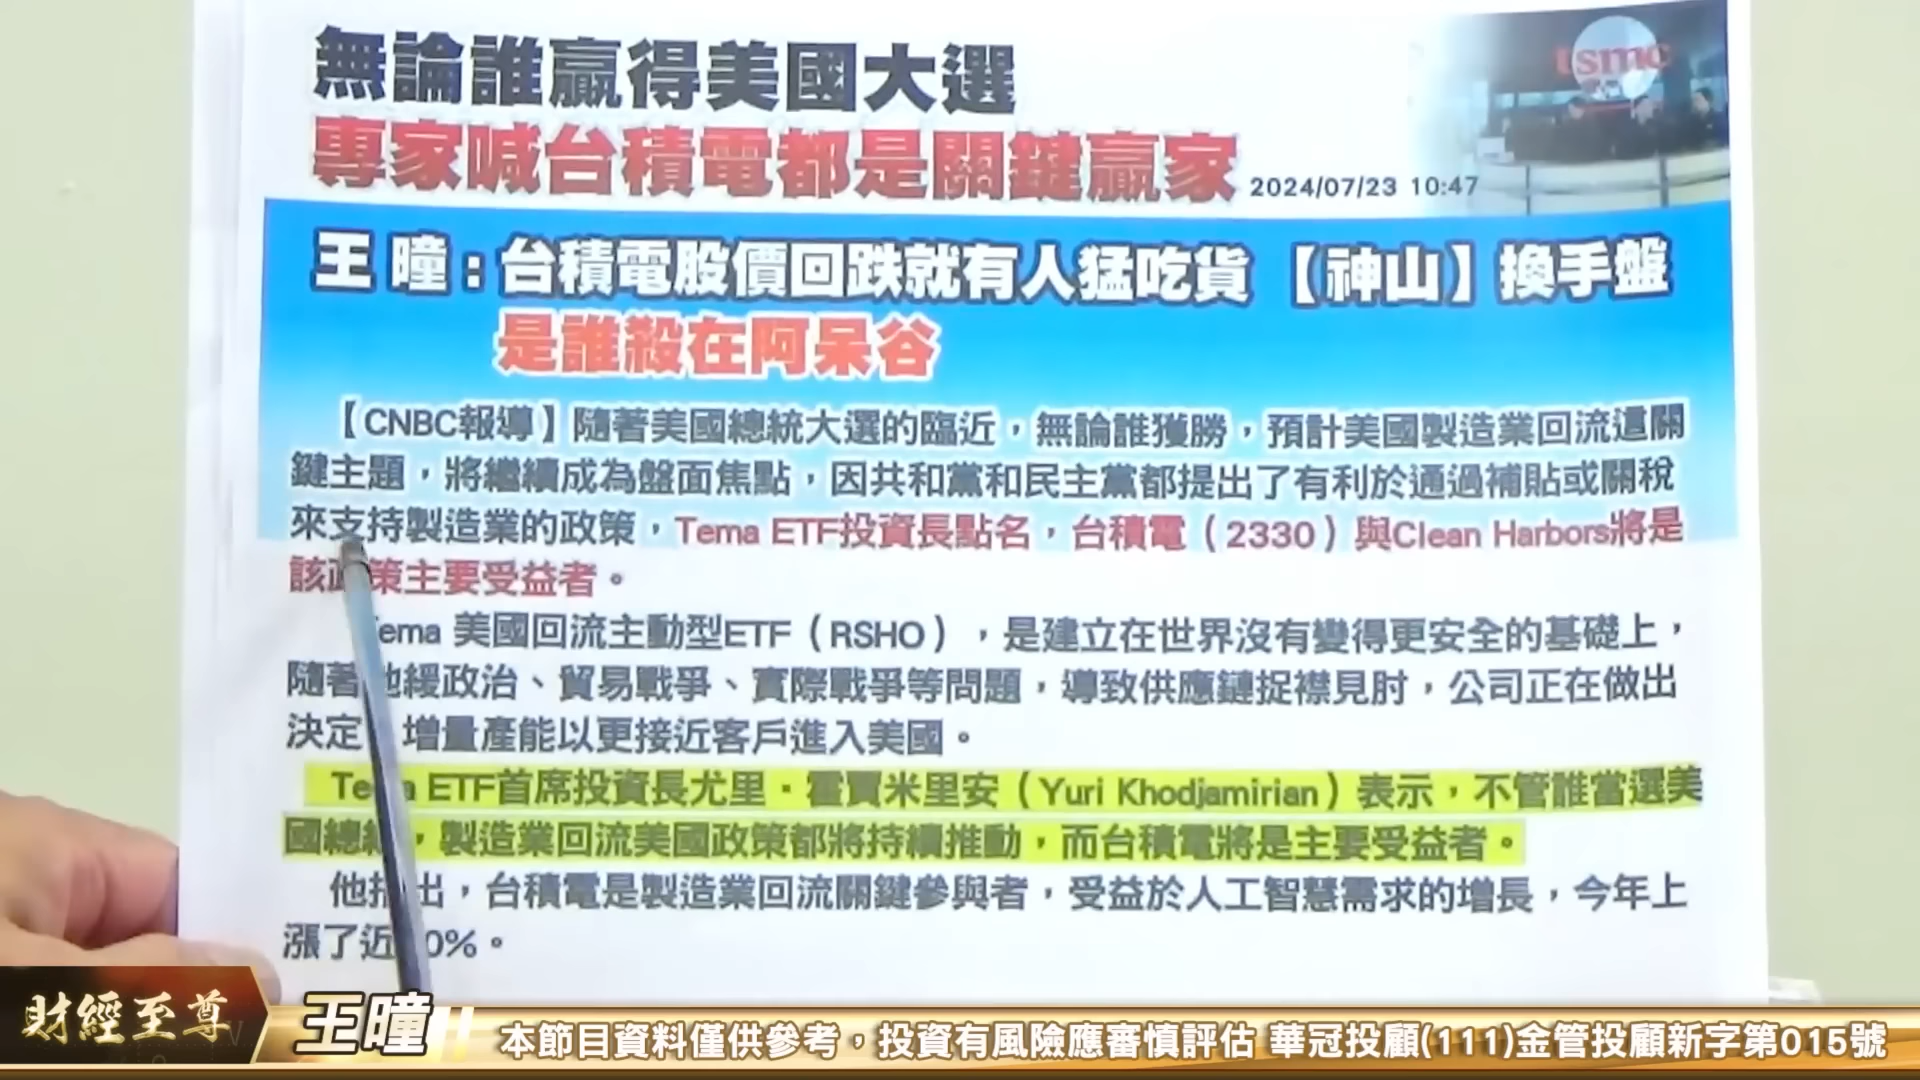 無論誰贏得美國大選
tsmc
專家喊台積電都是關鍵贏家 2024/07/23 10:47
王 曈：台積電股價回跌就有人猛吃貨 【神山】換手盤
是誰殺在阿呆谷
【CNBC報導】隨著美國總統大選的臨近，無論誰獲勝，預計美國製造業回流這關
鍵主題，將繼續成為盤面焦點，因共和黨和民主黨都提出了有利於通過補貼或關稅
來支持製造業的政策，Tema ETF投資長點名，台積電（2330）與Clean Harbors將是
該 策主要受益者。
ema 美國回流主動型ETF（RSHO），是建立在世界沒有變得更安全的基礎上，
隨著 緩政治、貿易戰爭、實際戰爭等問題，導致供應鏈捉襟見肘，公司正在做出
決定 增量產能以更接近客戶進入美國。
Te a ETF首席投資長尤里·霍賈米里安（Yuri Khodjamirian）表示，不管誰當選美
國總 ，製造業回流美國政策都將持續推動，而台積電將是主要受益者。
他 出，台積電是製造業回流關鍵參與者，受益於人工智慧需求的增長，今年上
漲了近 0%。
財經至尊 王曈 本節目資料僅供參考，投資有風險應審慎評估 華冠投顧(111)金管投顧新字第015號